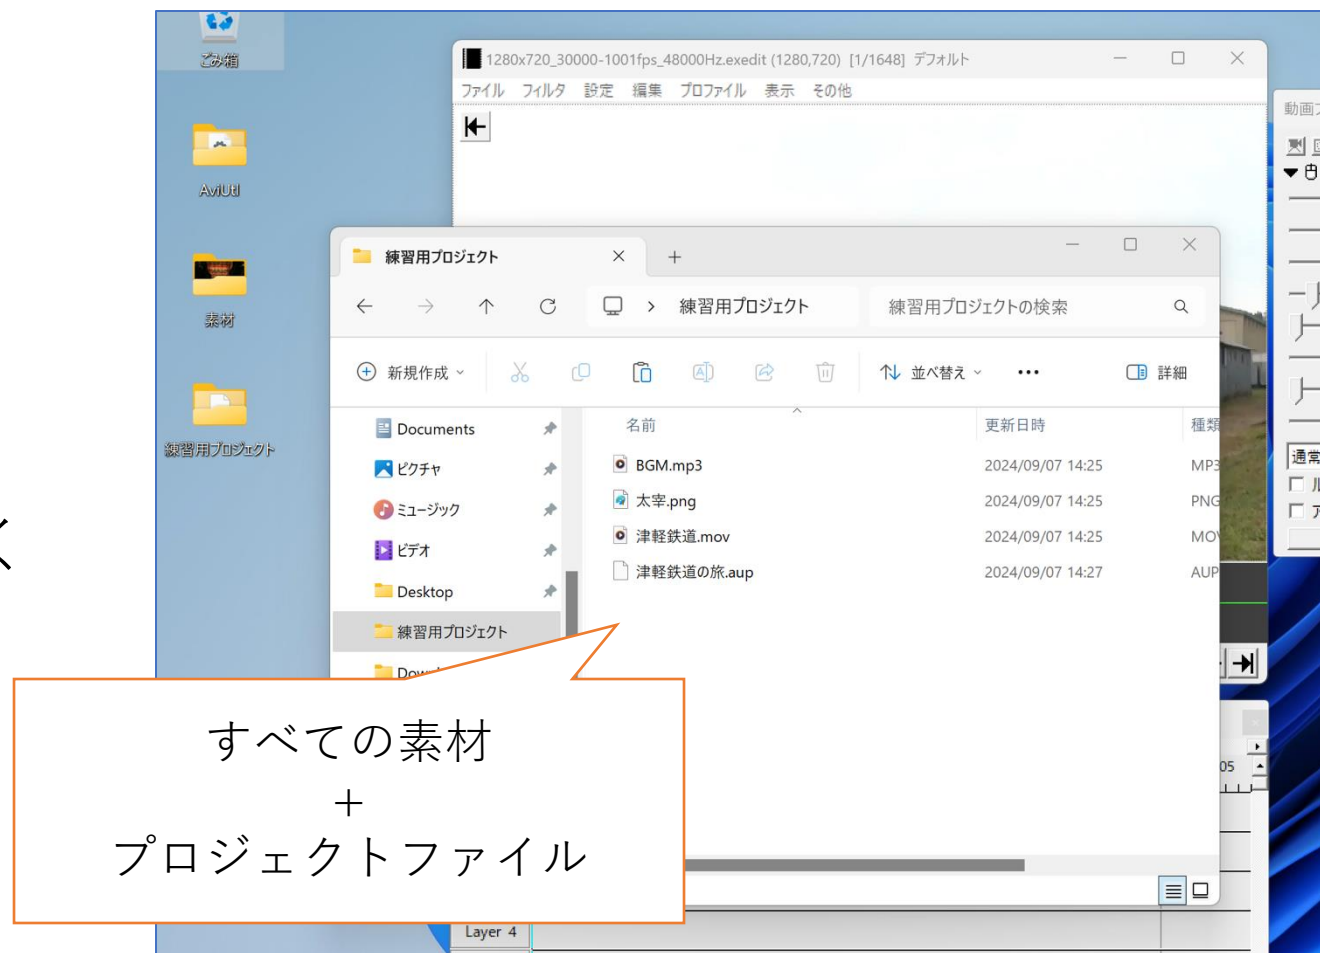 ごみ箱
AviUtl
素材
練習用プロジェクト
1280x720_30000-1001fps_48000Hz.exedit (1280,720) [1/1648] デフォルト
ファイル フィルタ 設定 編集 プロファイル 表示 その他
練習用プロジェクト
練習用プロジェクト
練習用プロジェクトの検索
新規作成
並べ替え
詳細
名前 更新日時 種類
Documents
ピクチャ
ミュージック
ビデオ
Desktop
練習用プロジェクト
BGM.mp3 2024/09/07 14:25 MP3
太宰.png 2024/09/07 14:25 PNG
津軽鉄道.mov 2024/09/07 14:25 MOV
津軽鉄道の旅.aup 2024/09/07 14:27 AUP
動画
通常
05
Layer 4
すべての素材
+
プロジェクトファイル
く